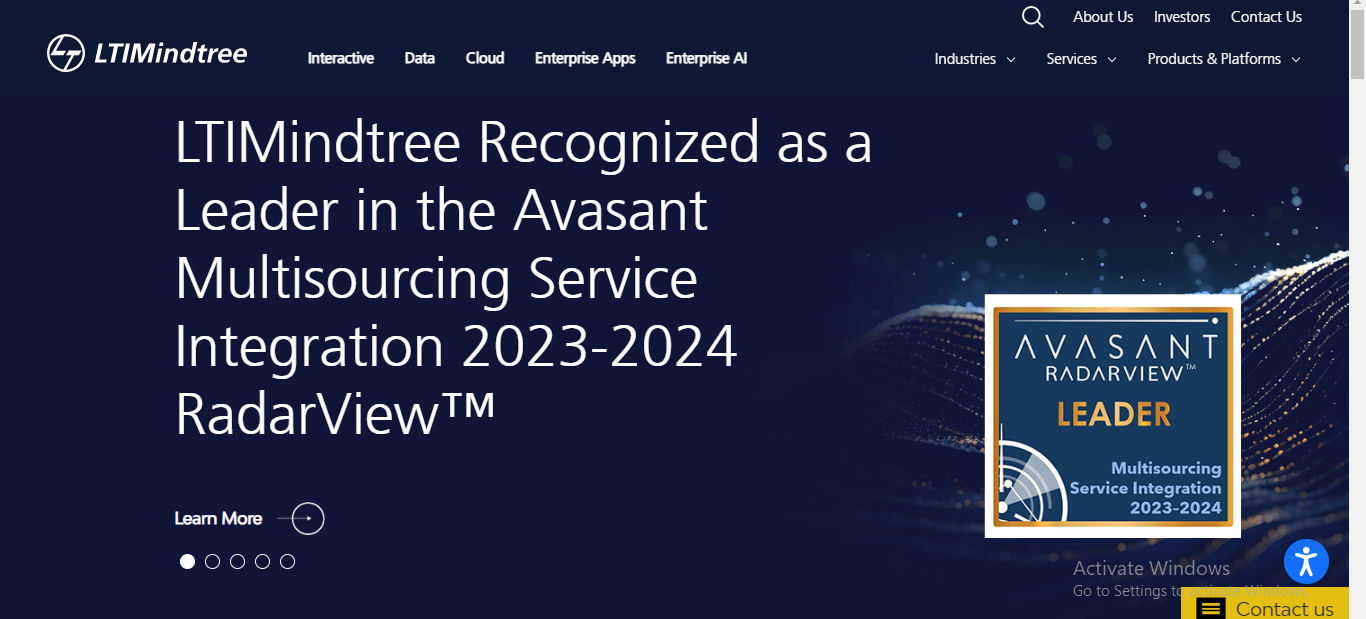 About Us Investors Contact Us
LTIMindtree Interactive Data Cloud Enterprise Apps Enterprise AI Industries Services Products & Platforms
LTIMindtree Recognized as a
Leader in the Avasant
Multisourcing Service
Integration 2023-2024
RadarView™
Learn More
AVASANT
RADARVIEW™
LEADER
Multisourcing
Service Integration
2023-2024
Activate Windows
Go to Settings to activate Windows.
Contact us